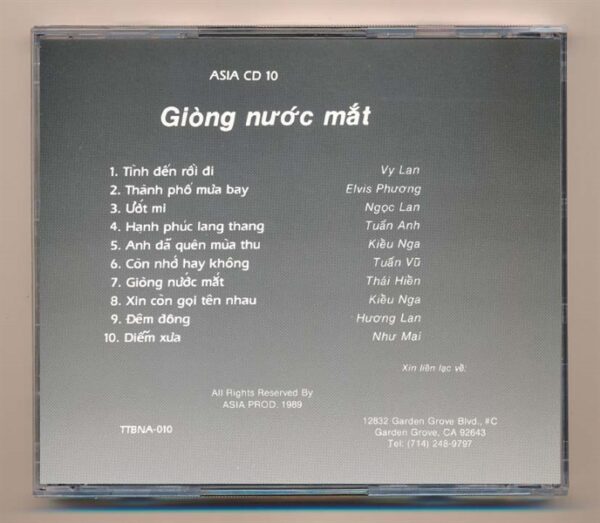 ASIA CD 10
Giòng nước mắt
1. Tình đến rồi đi Vy Lan
2. Thành phố mưa bay Elvis Phương
3. Ướt mi Ngọc Lan
4. Hạnh phúc lang thang Tuấn Anh
5. Anh đã quên mùa thu Kiều Nga
6. Còn nhớ hay không Tuấn Vũ
7. Giòng nước mắt Thái Hiền
8. Xin còn gọi tên nhau Kiều Nga
9. Đêm đông Hương Lan
10. Diễm xưa Như Mai
Xin liên lạc về:
All Rights Reserved By
ASIA PROD. 1989
TTBNA-010
12832 Garden Grove Blvd., #C
Garden Grove, CA 92643
Tel: (714) 248-9797